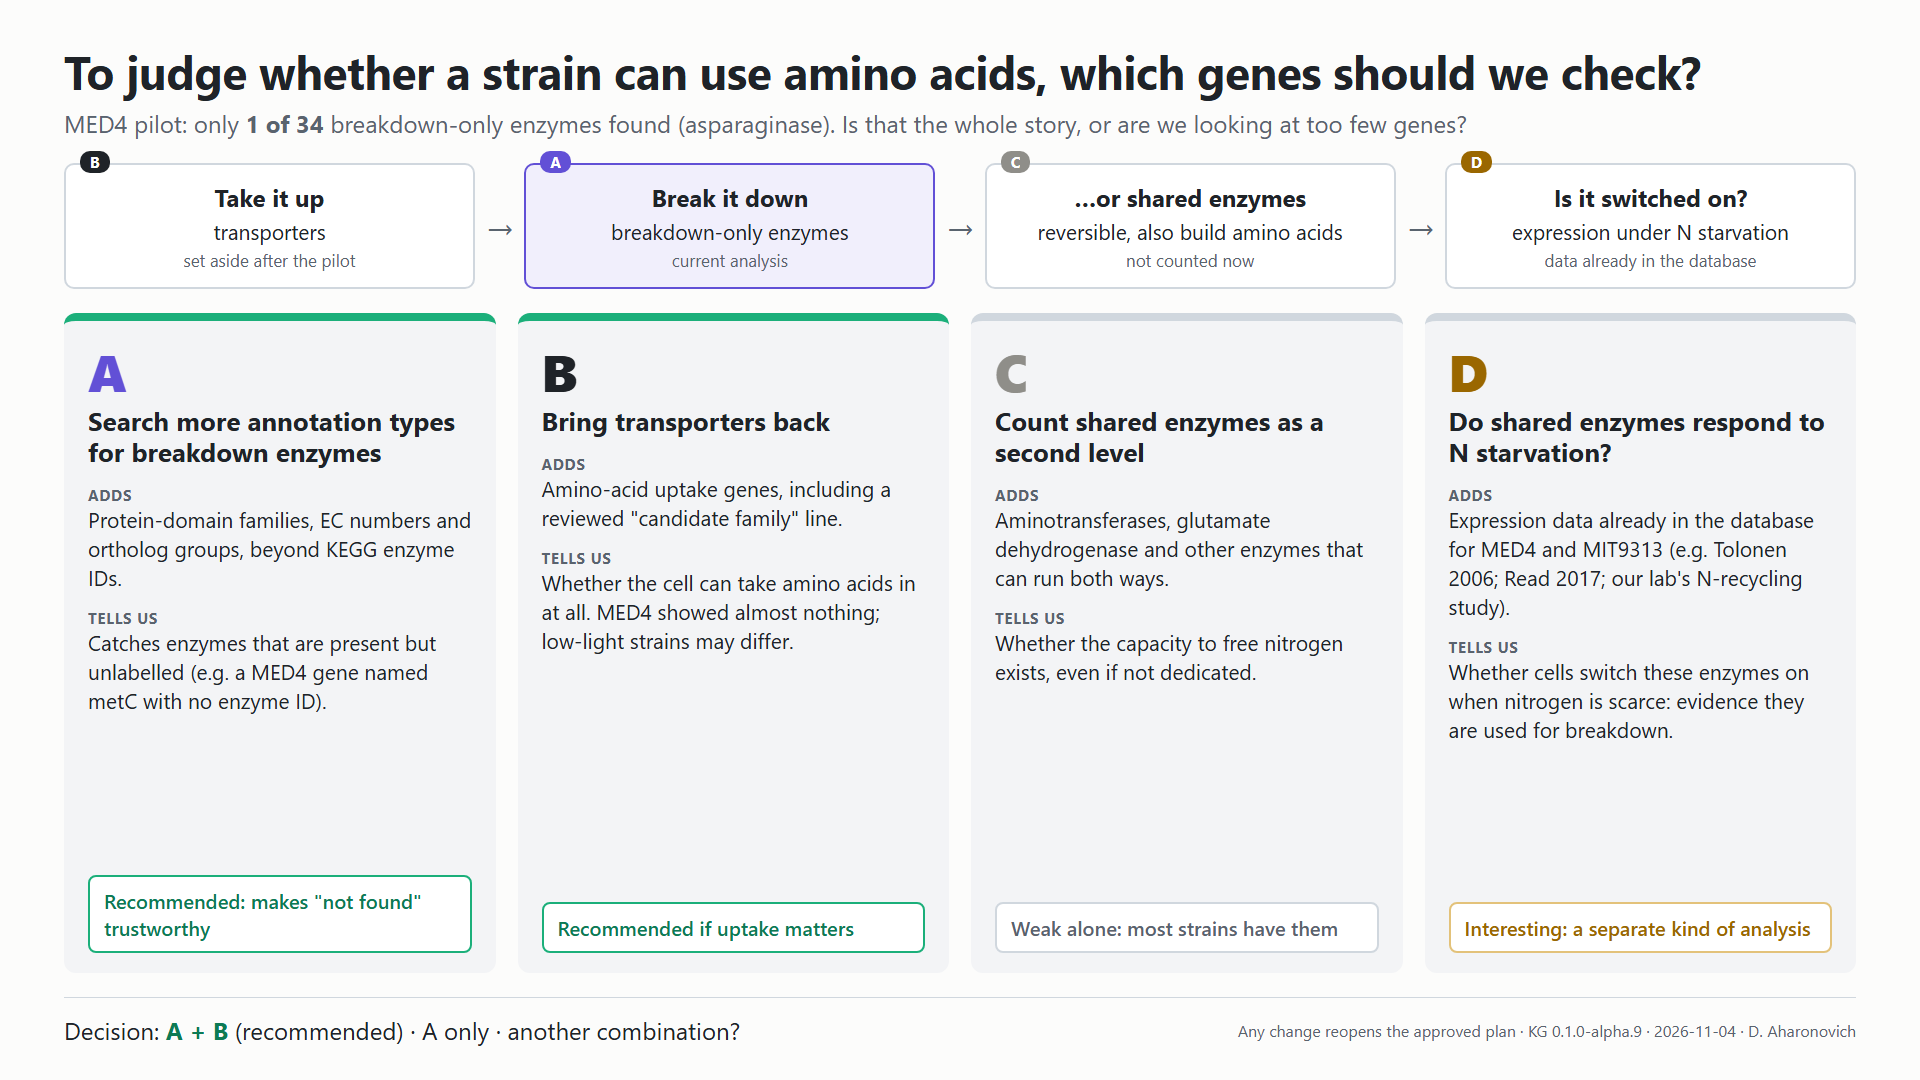 To judge whether a strain can use amino acids, which genes should we check?
MED4 pilot: only 1 of 34 breakdown-only enzymes found (asparaginase). Is that the whole story, or are we looking at too few genes?
B
Take it up
transporters
set aside after the pilot
→
A
Break it down
breakdown-only enzymes
current analysis
→
C
...or shared enzymes
reversible, also build amino acids
not counted now
→
D
Is it switched on?
expression under N starvation
data already in the database
A
Search more annotation types
for breakdown enzymes
ADDS
Protein-domain families, EC numbers and
ortholog groups, beyond KEGG enzyme
IDs.
TELLS US
Catches enzymes that are present but
unlabelled (e.g. a MED4 gene named
metC with no enzyme ID).
Recommended: makes "not found"
trustworthy
B
Bring transporters back
ADDS
Amino-acid uptake genes, including a
reviewed "candidate family" line.
TELLS US
Whether the cell can take amino acids in
at all. MED4 showed almost nothing;
low-light strains may differ.
Recommended if uptake matters
C
Count shared enzymes as a
second level
ADDS
Aminotransferases, glutamate
dehydrogenase and other enzymes that
can run both ways.
TELLS US
Whether the capacity to free nitrogen
exists, even if not dedicated.
Weak alone: most strains have them
D
Do shared enzymes respond to
N starvation?
ADDS
Expression data already in the database
for MED4 and MIT9313 (e.g. Tolonen
2006; Read 2017; our lab's N-recycling
study).
TELLS US
Whether cells switch these enzymes on
when nitrogen is scarce: evidence they
are used for breakdown.
Interesting: a separate kind of analysis
Decision: A + B (recommended) · A only · another combination?
Any change reopens the approved plan · KG 0.1.0-alpha.9 · 2026-11-04 · D. Aharonovich